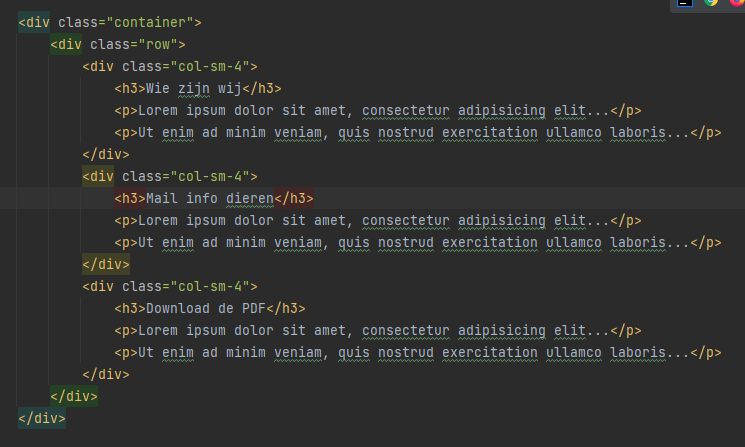 <div class="container">
<div class="row">
<div class="col-sm-4">
<h3>Wie zijn wij</h3>
<p>Lorem ipsum dolor sit amet, consectetur adipisicing elit...</p>
<p>Ut enim ad minim veniam, quis nostrud exercitation ullamco laboris...</p>
</div>
<div class="col-sm-4">
<h3>Mail info dieren</h3>
<p>Lorem ipsum dolor sit amet, consectetur adipisicing elit...</p>
<p>Ut enim ad minim veniam, quis nostrud exercitation ullamco laboris...</p>
</div>
<div class="col-sm-4">
<h3>Download de PDF</h3>
<p>Lorem ipsum dolor sit amet, consectetur adipisicing elit...</p>
<p>Ut enim ad minim veniam, quis nostrud exercitation ullamco laboris...</p>
</div>
</div>
</div>